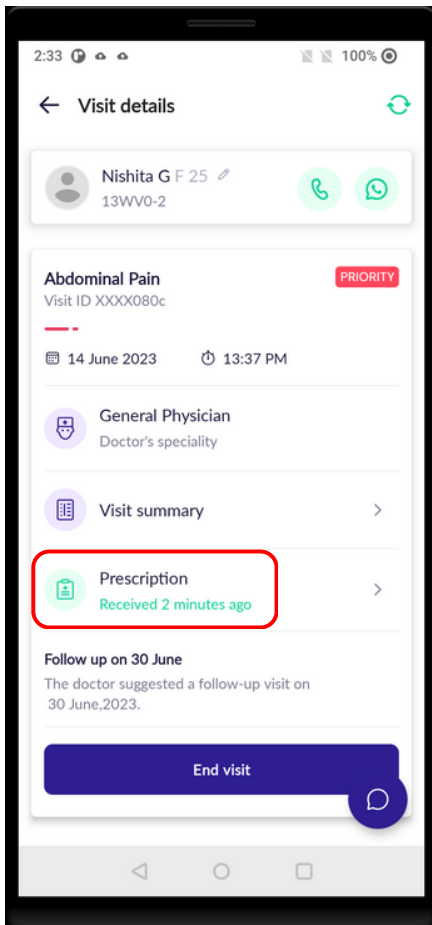 2:33 100%
Visit details
Nishita G F 25
13WV0-2
Abdominal Pain PRIORITY
Visit ID XXXX080c
14 June 2023 13:37 PM
General Physician
Doctor's speciality
Visit summary
Prescription
Received 2 minutes ago
Follow up on 30 June
The doctor suggested a follow-up visit on
30 June,2023.
End visit